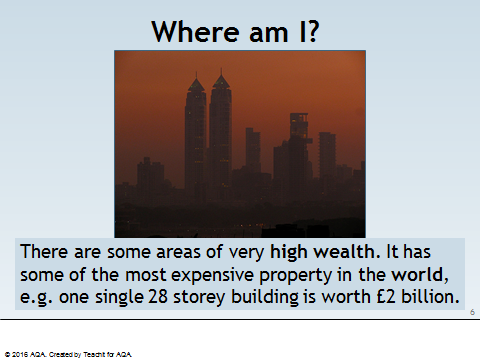 Where am I?
There are some areas of very high wealth. It has
some of the most expensive property in the world,
e.g. one single 28 storey building is worth £2 billion.
6
© 2016 AQA. Created by Teachit for AQA.